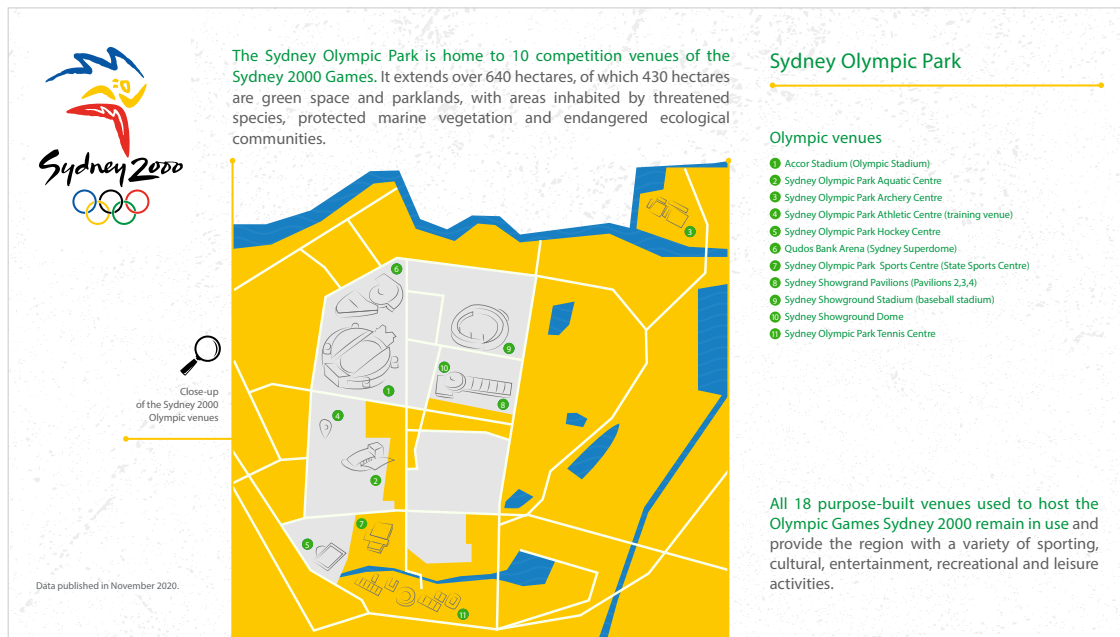 Sydney 2000
The Sydney Olympic Park is home to 10 competition venues of the
Sydney 2000 Games. It extends over 640 hectares, of which 430 hectares
are green space and parklands, with areas inhabited by threatened
species, protected marine vegetation and endangered ecological
communities.
Sydney Olympic Park
Olympic venues
1 Accor Stadium (Olympic Stadium)
2 Sydney Olympic Park Aquatic Centre
3 Sydney Olympic Park Archery Centre
4 Sydney Olympic Park Athletic Centre (training venue)
5 Sydney Olympic Park Hockey Centre
6 Qudos Bank Arena (Sydney Superdome)
7 Sydney Olympic Park Sports Centre (State Sports Centre)
8 Sydney Showgrand Pavilions (Pavilions 2,3,4)
9 Sydney Showground Stadium (baseball stadium)
10 Sydney Showground Dome
11 Sydney Olympic Park Tennis Centre
3
6
9
10
1
8
4
2
7
5
11
Close-up
of the Sydney 2000
Olympic venues
All 18 purpose-built venues used to host the
Olympic Games Sydney 2000 remain in use and
provide the region with a variety of sporting,
cultural, entertainment, recreational and leisure
activities.
Data published in November 2020.